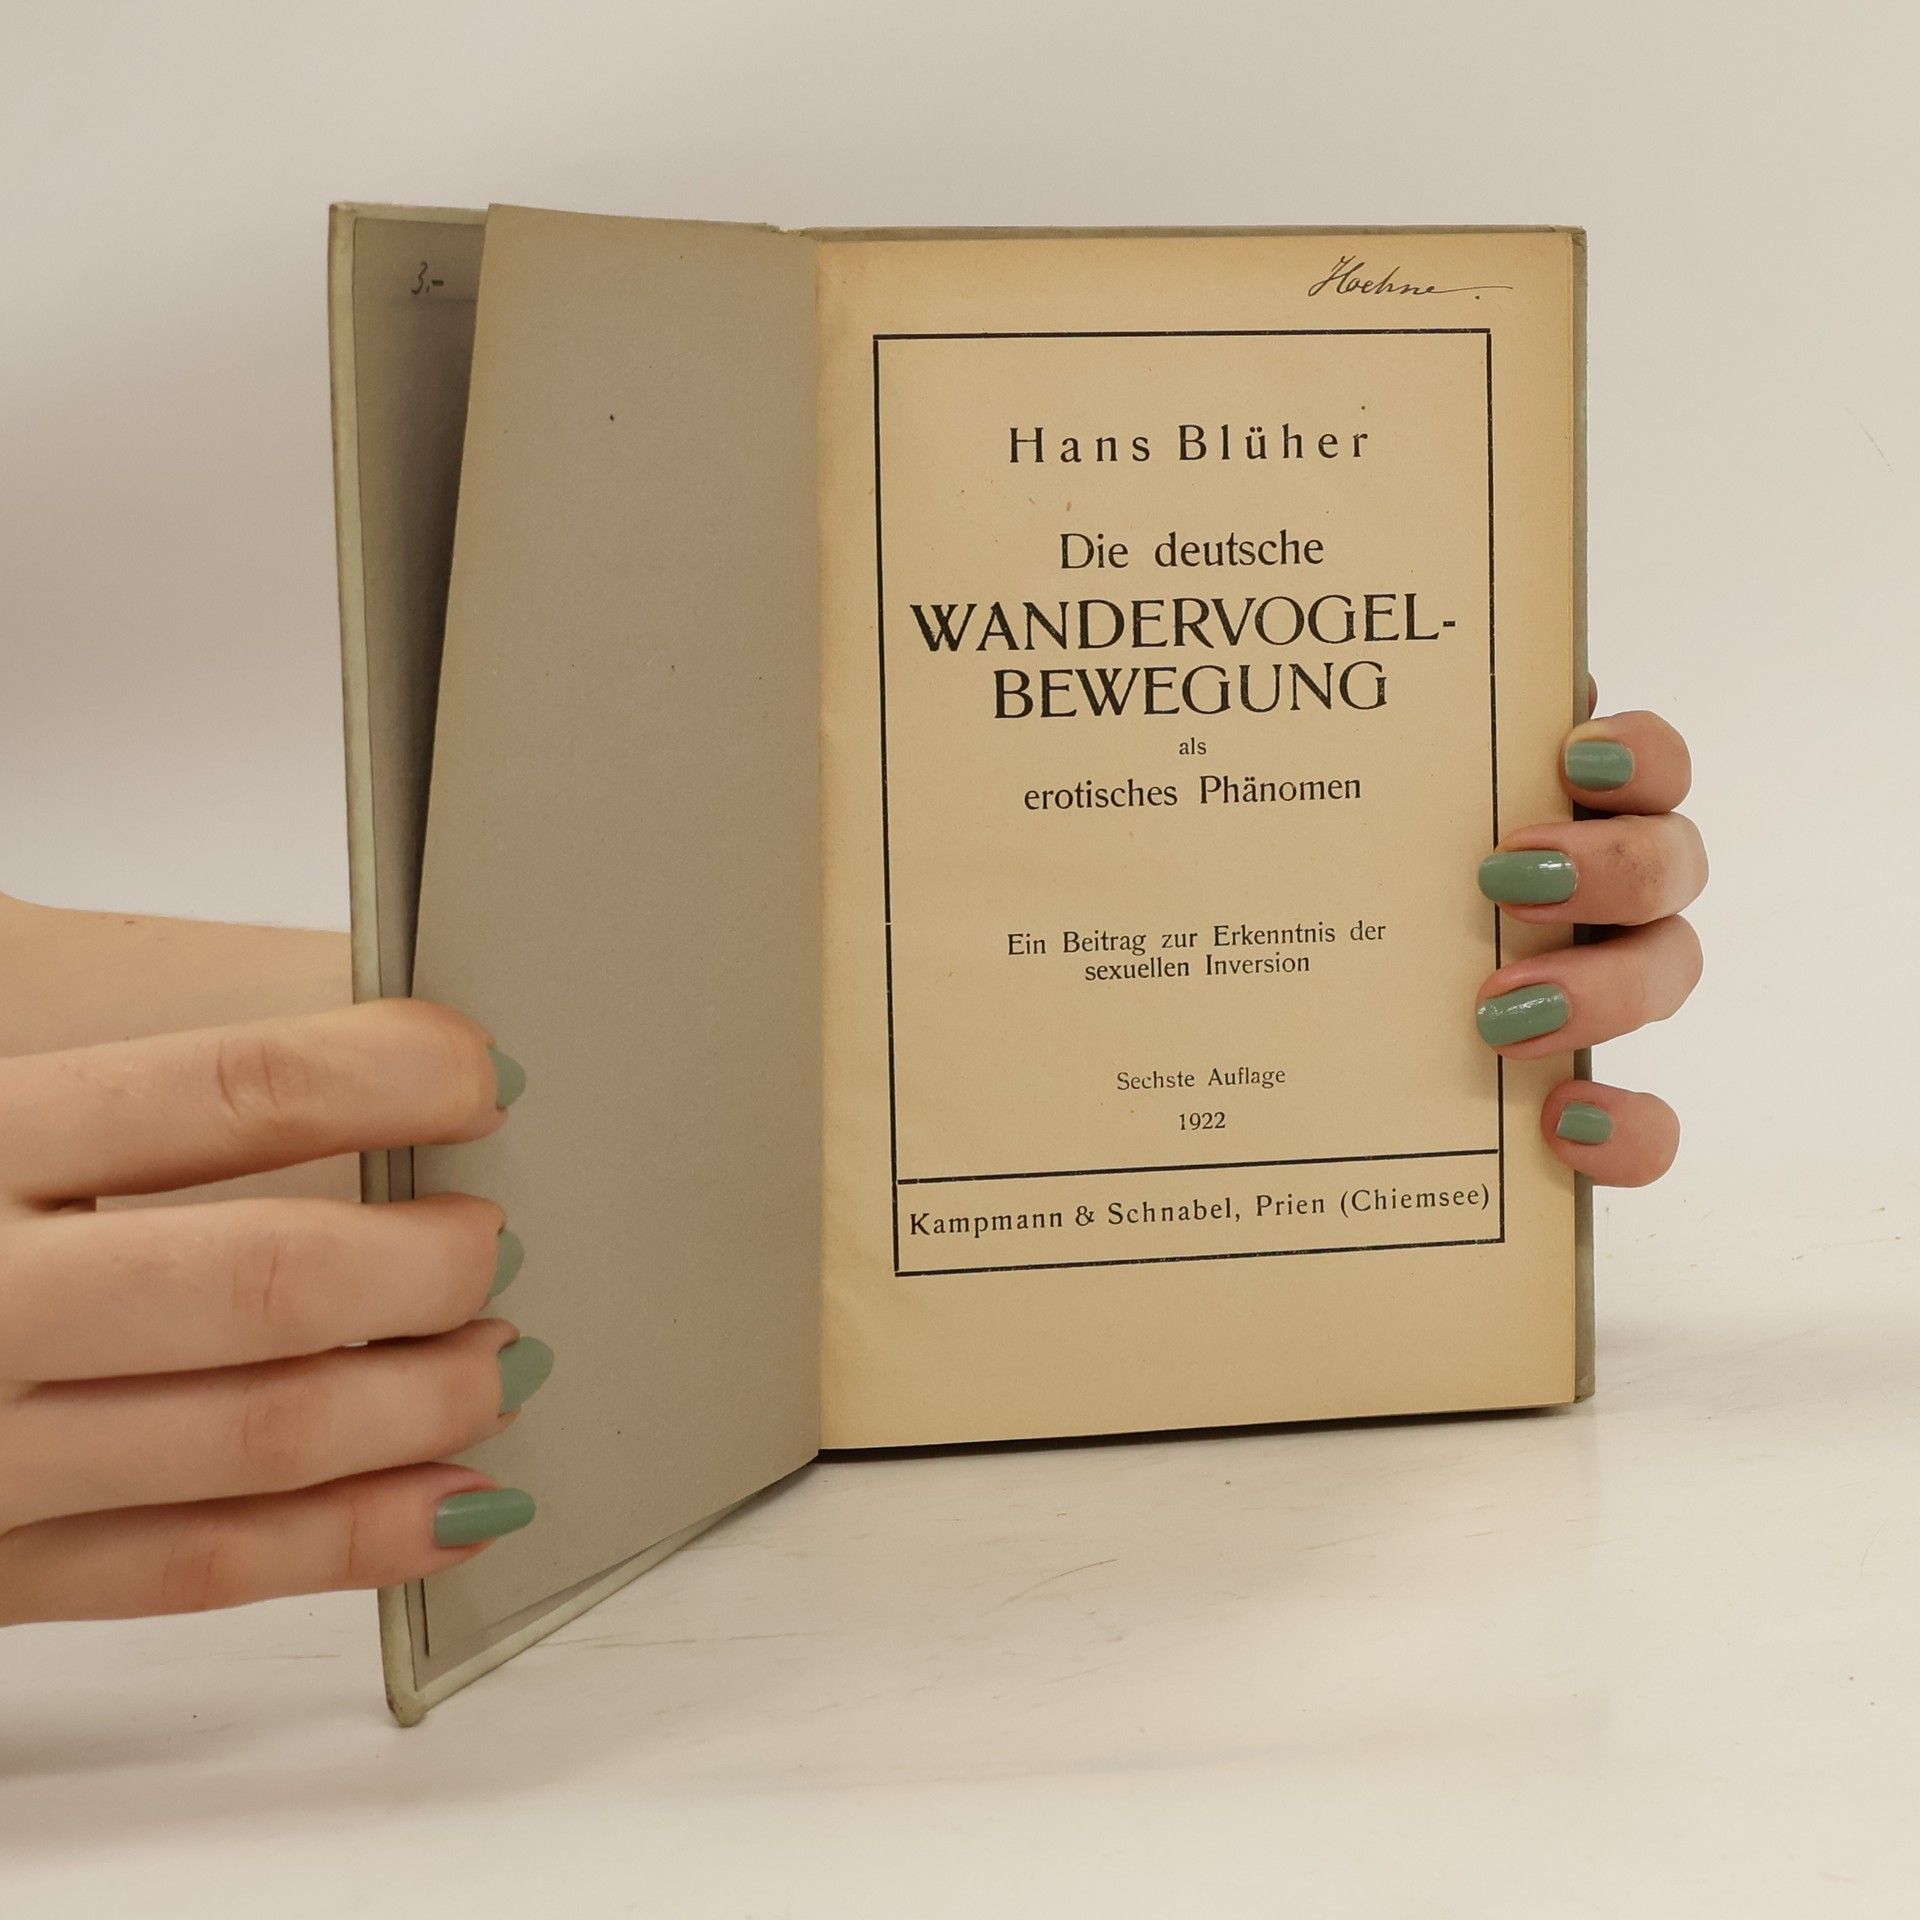 3.-
Hoehne.
Hans Blüher
Die deutsche
WANDERVOGEL-
BEWEGUNG
als
erotisches Phänomen
Ein Beitrag zur Erkenntnis der
sexuellen Inversion
Sechste Auflage
1922
Kampmann & Schnabel, Prien (Chiemsee)